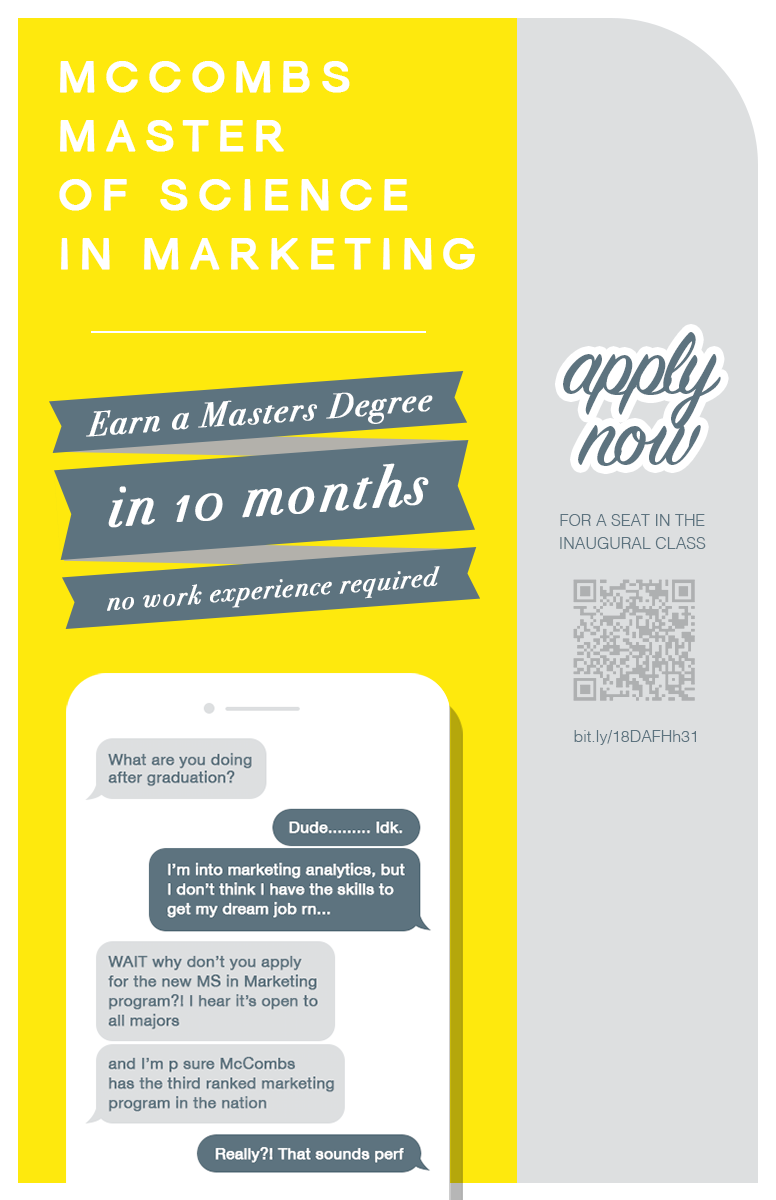 MCCOMBS
MASTER
OF SCIENCE
IN MARKETING
Earn a Masters Degree
in 10 months
no work experience required
What are you doing
after graduation?
Dude......... Idk.
I'm into marketing analytics, but
I don't think I have the skills to
get my dream job rn...
WAIT why don't you apply
for the new MS in Marketing
program?! I hear it's open to
all majors
and I'm p sure McCombs
has the third ranked marketing
program in the nation
Really?! That sounds perf
apply
now
FOR A SEAT IN THE
INAUGURAL CLASS
bit.ly/18DAFHh31